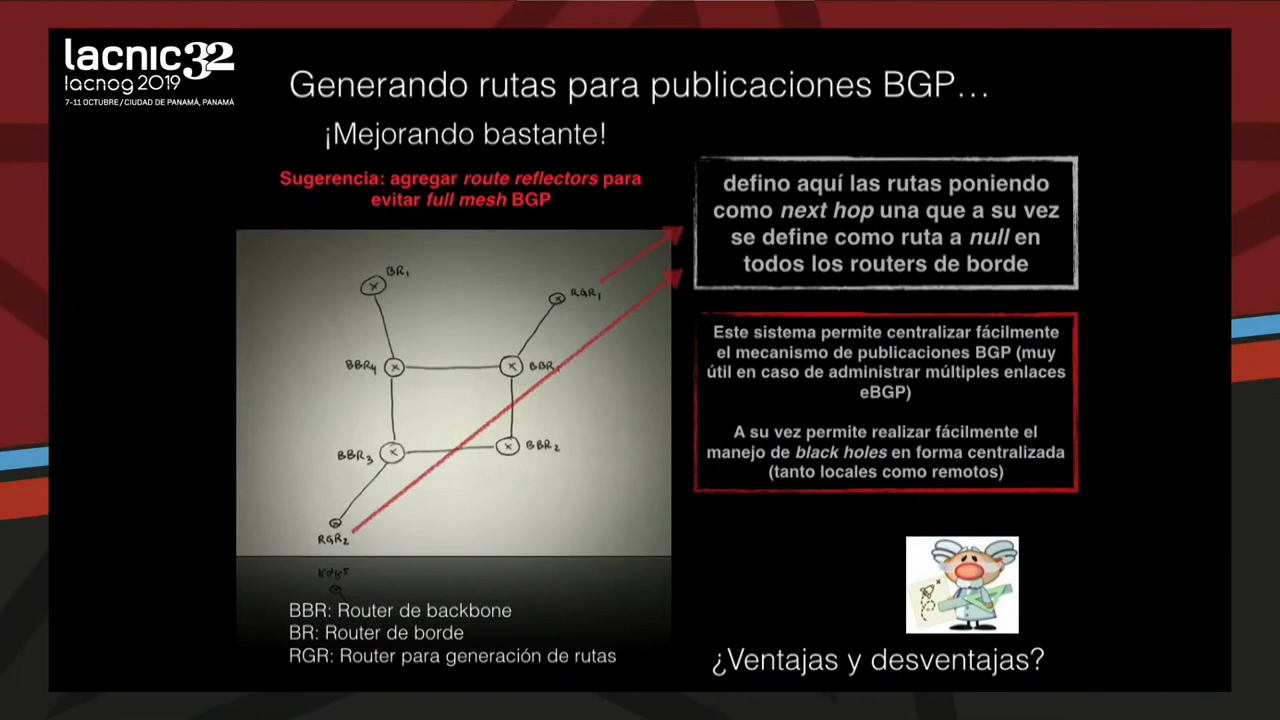 lacnic32
lacnog 2019
7-11 OCTUBRE / CIUDAD DE PANAMÁ, PANAMÁ
Generando rutas para publicaciones BGP...
¡Mejorando bastante!
Sugerencia: agregar route reflectors para
evitar full mesh BGP
defino aquí las rutas poniendo
como next hop una que a su vez
se define como ruta a null en
todos los routers de borde
BR1
RGR1
BBR4
BBR1
BBR3
BBR2
RGR2
Este sistema permite centralizar fácilmente
el mecanismo de publicaciones BGP (muy
útil en caso de administrar múltiples enlaces
eBGP)
A su vez permite realizar fácilmente el
manejo de black holes en forma centralizada
(tanto locales como remotos)
BBR: Router de backbone
BR: Router de borde
RGR: Router para generación de rutas
¿Ventajas y desventajas?